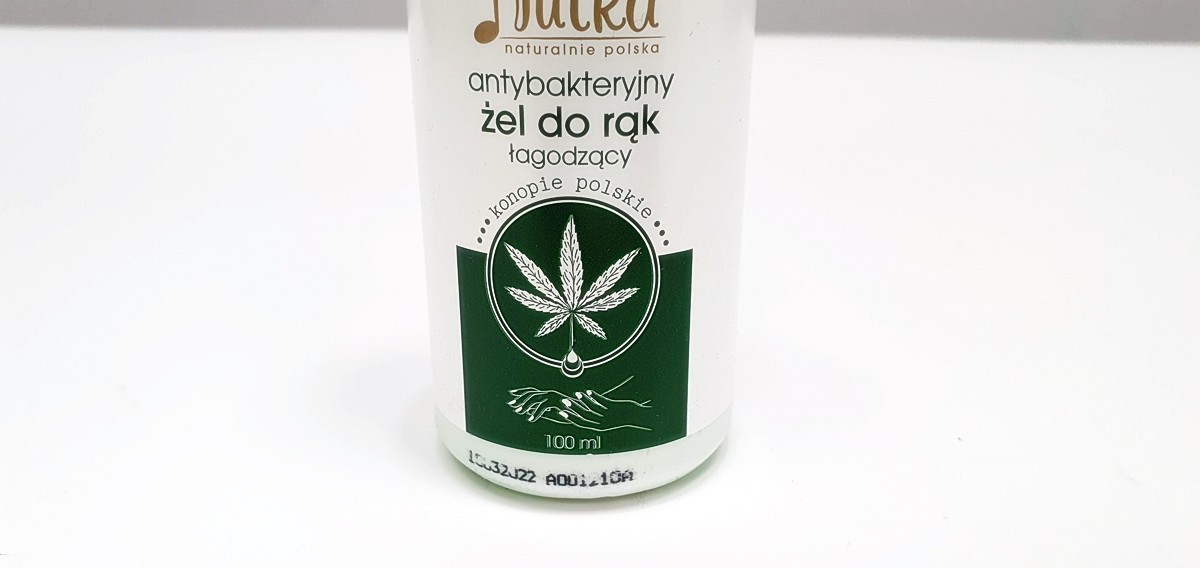 naturalnie polska
antybakteryjny
żel do rąk
łagodzący
konopie polskie
100 ml